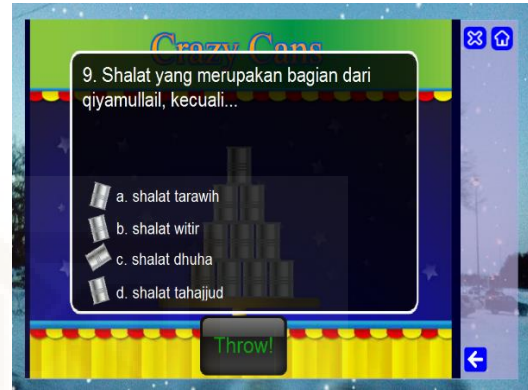 Crazy Cans
9. Shalat yang merupakan bagian dari
qiyamullail, kecuali...
a. shalat tarawih
b. shalat witir
c. shalat dhuha
d. shalat tahajjud
Throw!